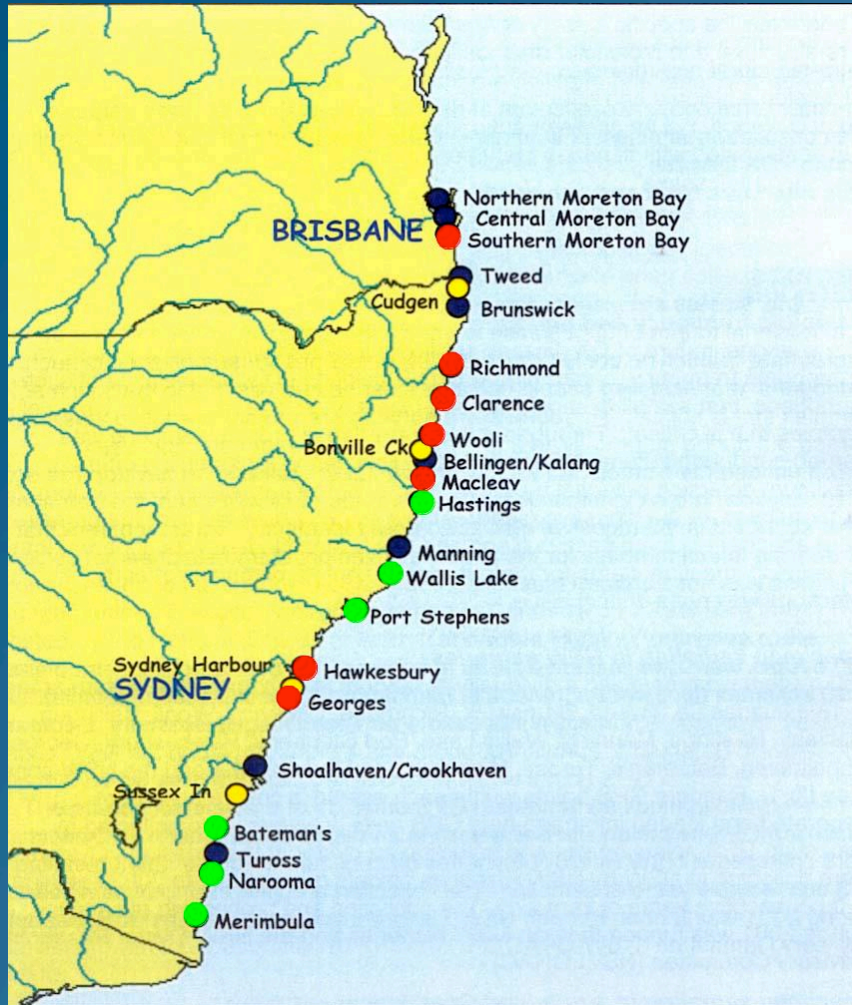 Northern Moreton Bay
Central Moreton Bay
BRISBANE
Southern Moreton Bay
Tweed
Cudgen
Brunswick
Richmond
Clarence
Wooli
Bonville Ck
Bellingen/Kalang
Macleay
Hastings
Manning
Wallis Lake
Port Stephens
Sydney Harbour
Hawkesbury
SYDNEY
Georges
Shoalhaven/Crookhaven
Sussex In
Bateman's
Tuross
Narooma
Merimbula